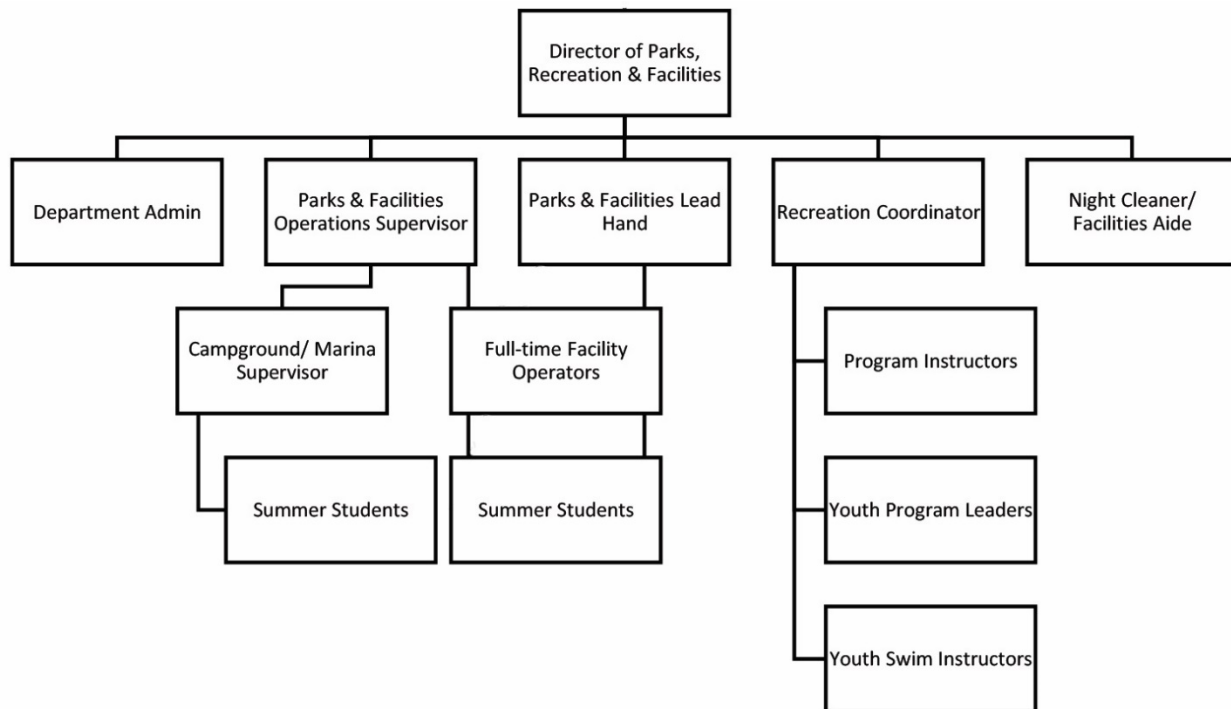 Director of Parks,
Recreation & Facilities
Department Admin
Parks & Facilities
Operations Supervisor
Parks & Facilities Lead
Hand
Recreation Coordinator
Night Cleaner/
Facilities Aide
Campground/ Marina
Supervisor
Full-time Facility
Operators
Program Instructors
Summer Students
Summer Students
Youth Program Leaders
Youth Swim Instructors